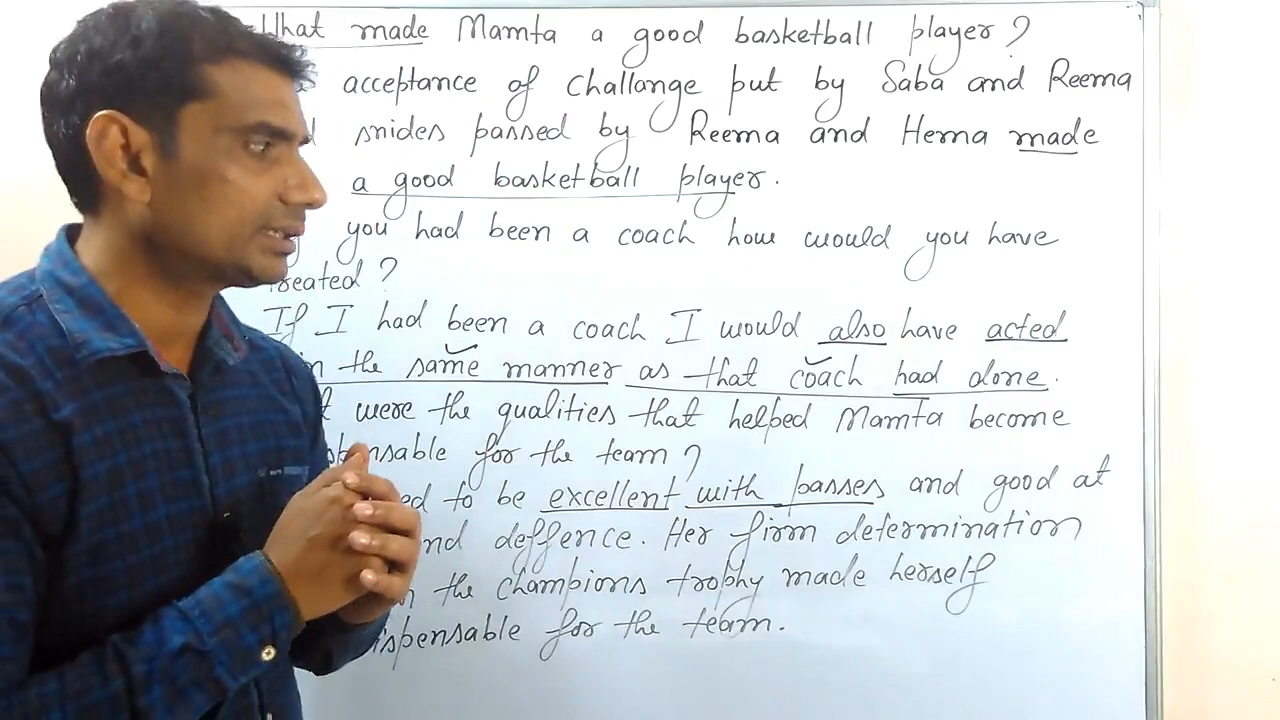 What made Mamta a good basketball player?
acceptance of challange put by Saba and Reema
snides passed by Reema and Hema made
a good basketball player.
you had been a coach how would you have
treated?
If I had been a coach I would also have acted
in the same manner as that coach had done.
were the qualities that helped Mamta become
for the team?
to be excellent with passes and good at
and deffence. Her firm determination
the champions trophy made herself
for the team.